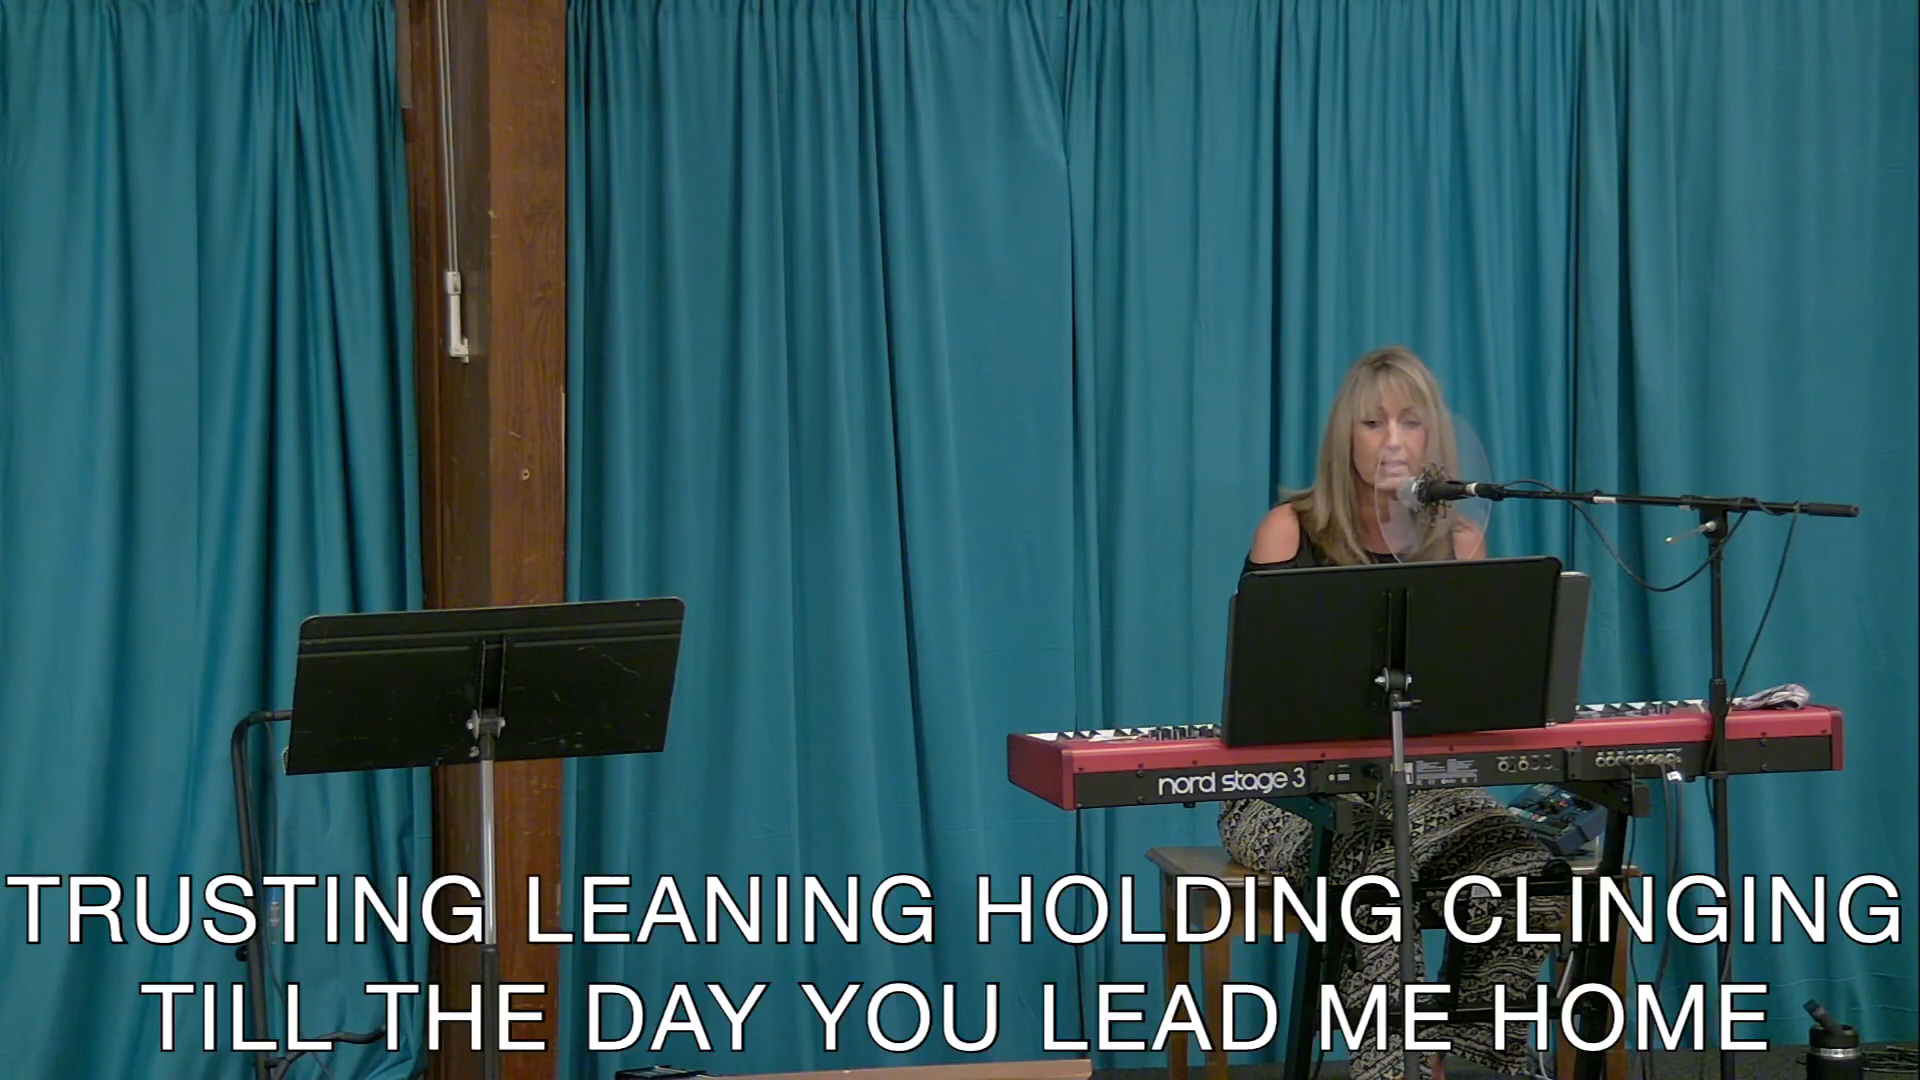 nord stage 3
TRUSTING LEANING HOLDING CLINGING
TILL THE DAY YOU LEAD ME HOME